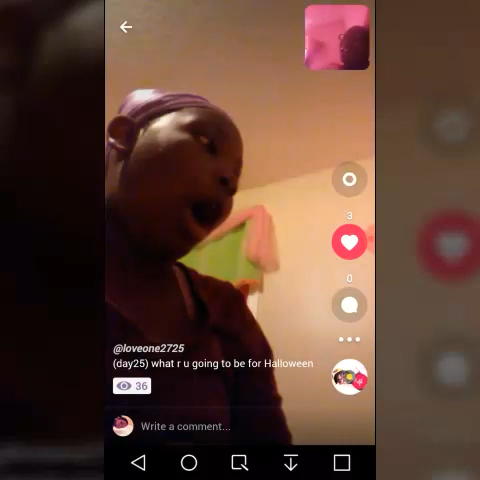 3
0
@loveone2725
(day25) what r u going to be for Halloween
36
Write a comment...